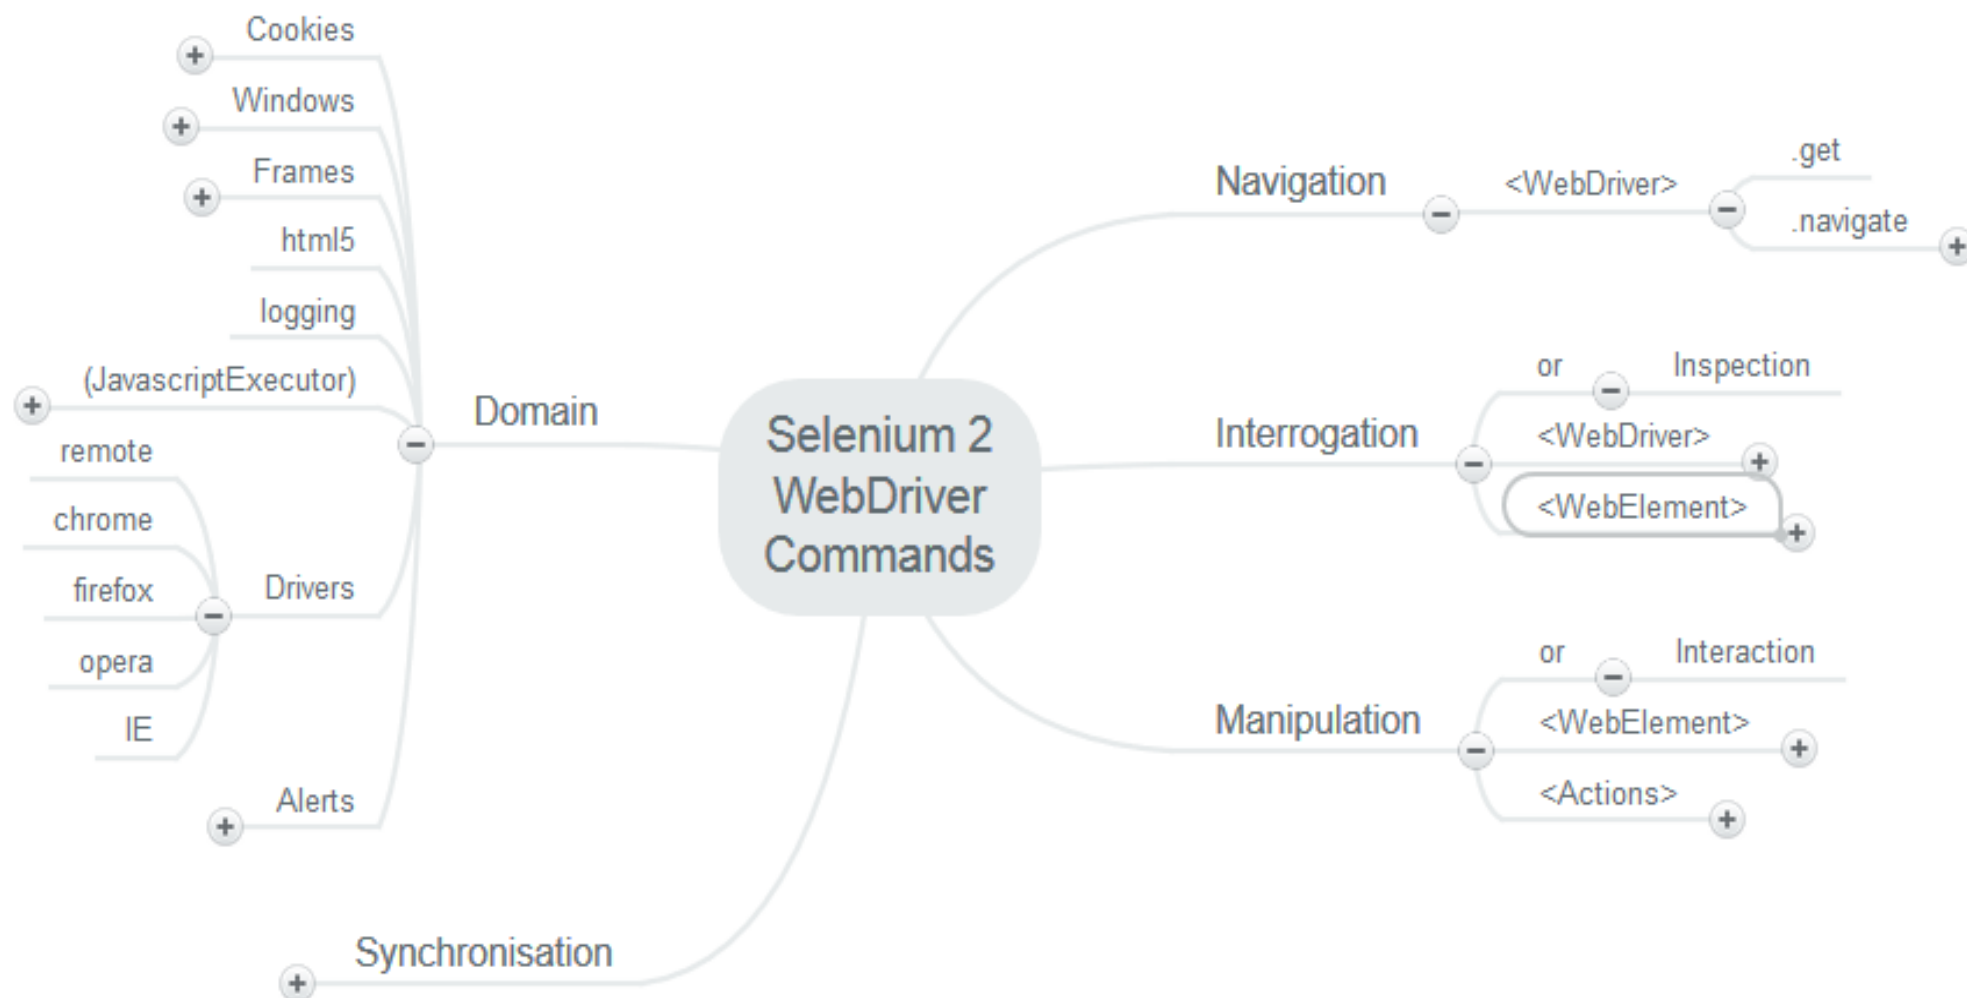 Selenium 2
WebDriver
Commands
Navigation
<WebDriver>
.get
.navigate
Interrogation
or
Inspection
<WebDriver>
<WebElement>
Manipulation
or
Interaction
<WebElement>
<Actions>
Domain
Cookies
Windows
Frames
html5
logging
(JavascriptExecutor)
Drivers
remote
chrome
firefox
opera
IE
Alerts
Synchronisation